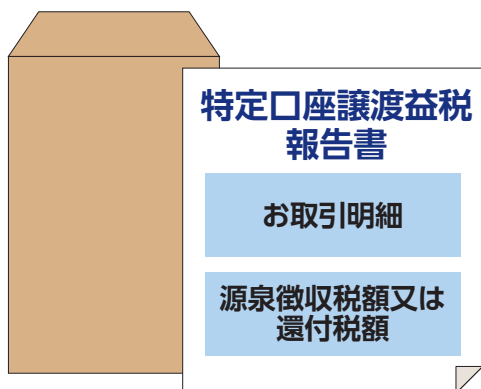 特定口座譲渡益税
報告書
お取引明細
源泉徴収税額又は
還付税額